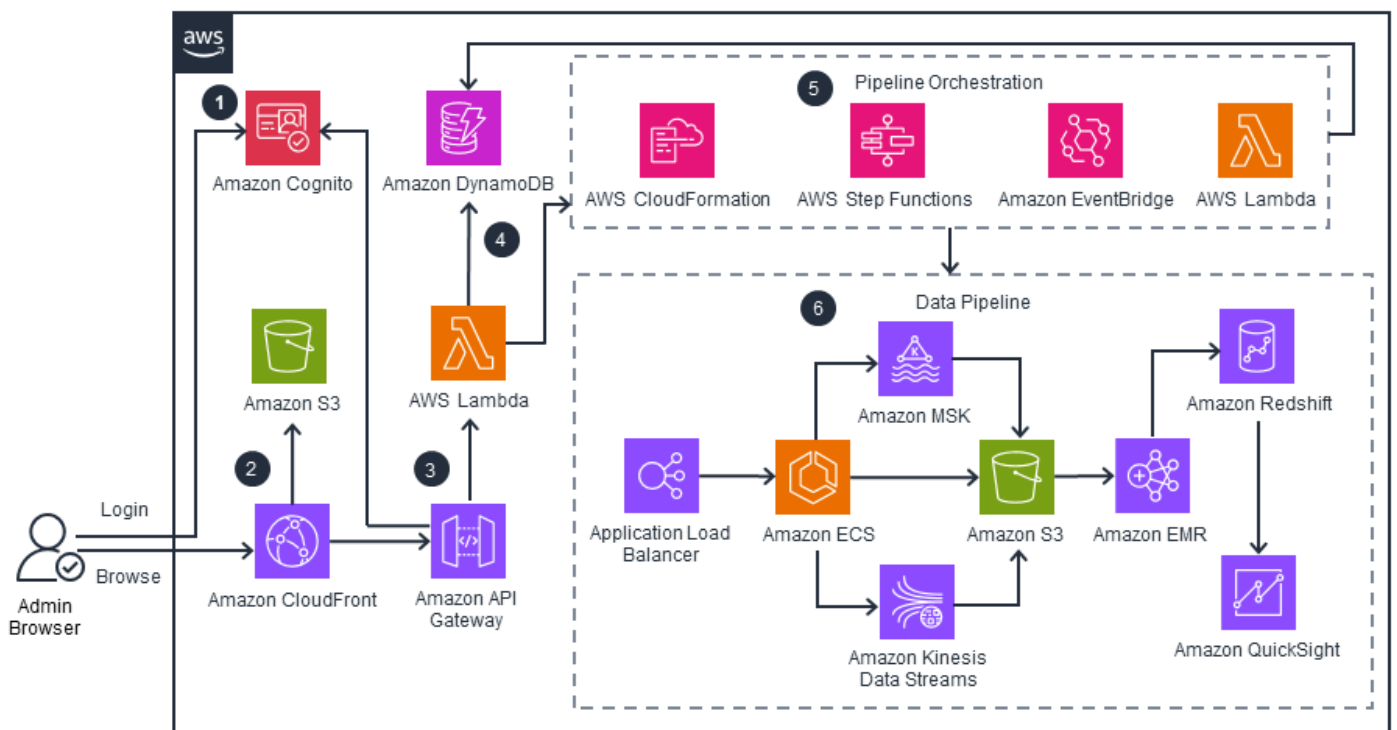 aws
1
Amazon Cognito
Amazon DynamoDB
5
Pipeline Orchestration
AWS CloudFormation
AWS Step Functions
Amazon EventBridge
AWS Lambda
4
Amazon S3
AWS Lambda
2
3
Login
Browse
Admin
Browser
Amazon CloudFront
</>
Amazon API
Gateway
6
Data Pipeline
K
Amazon MSK
Amazon Redshift
Application Load
Balancer
Amazon ECS
Amazon S3
Amazon EMR
Amazon Kinesis
Data Streams
Amazon QuickSight